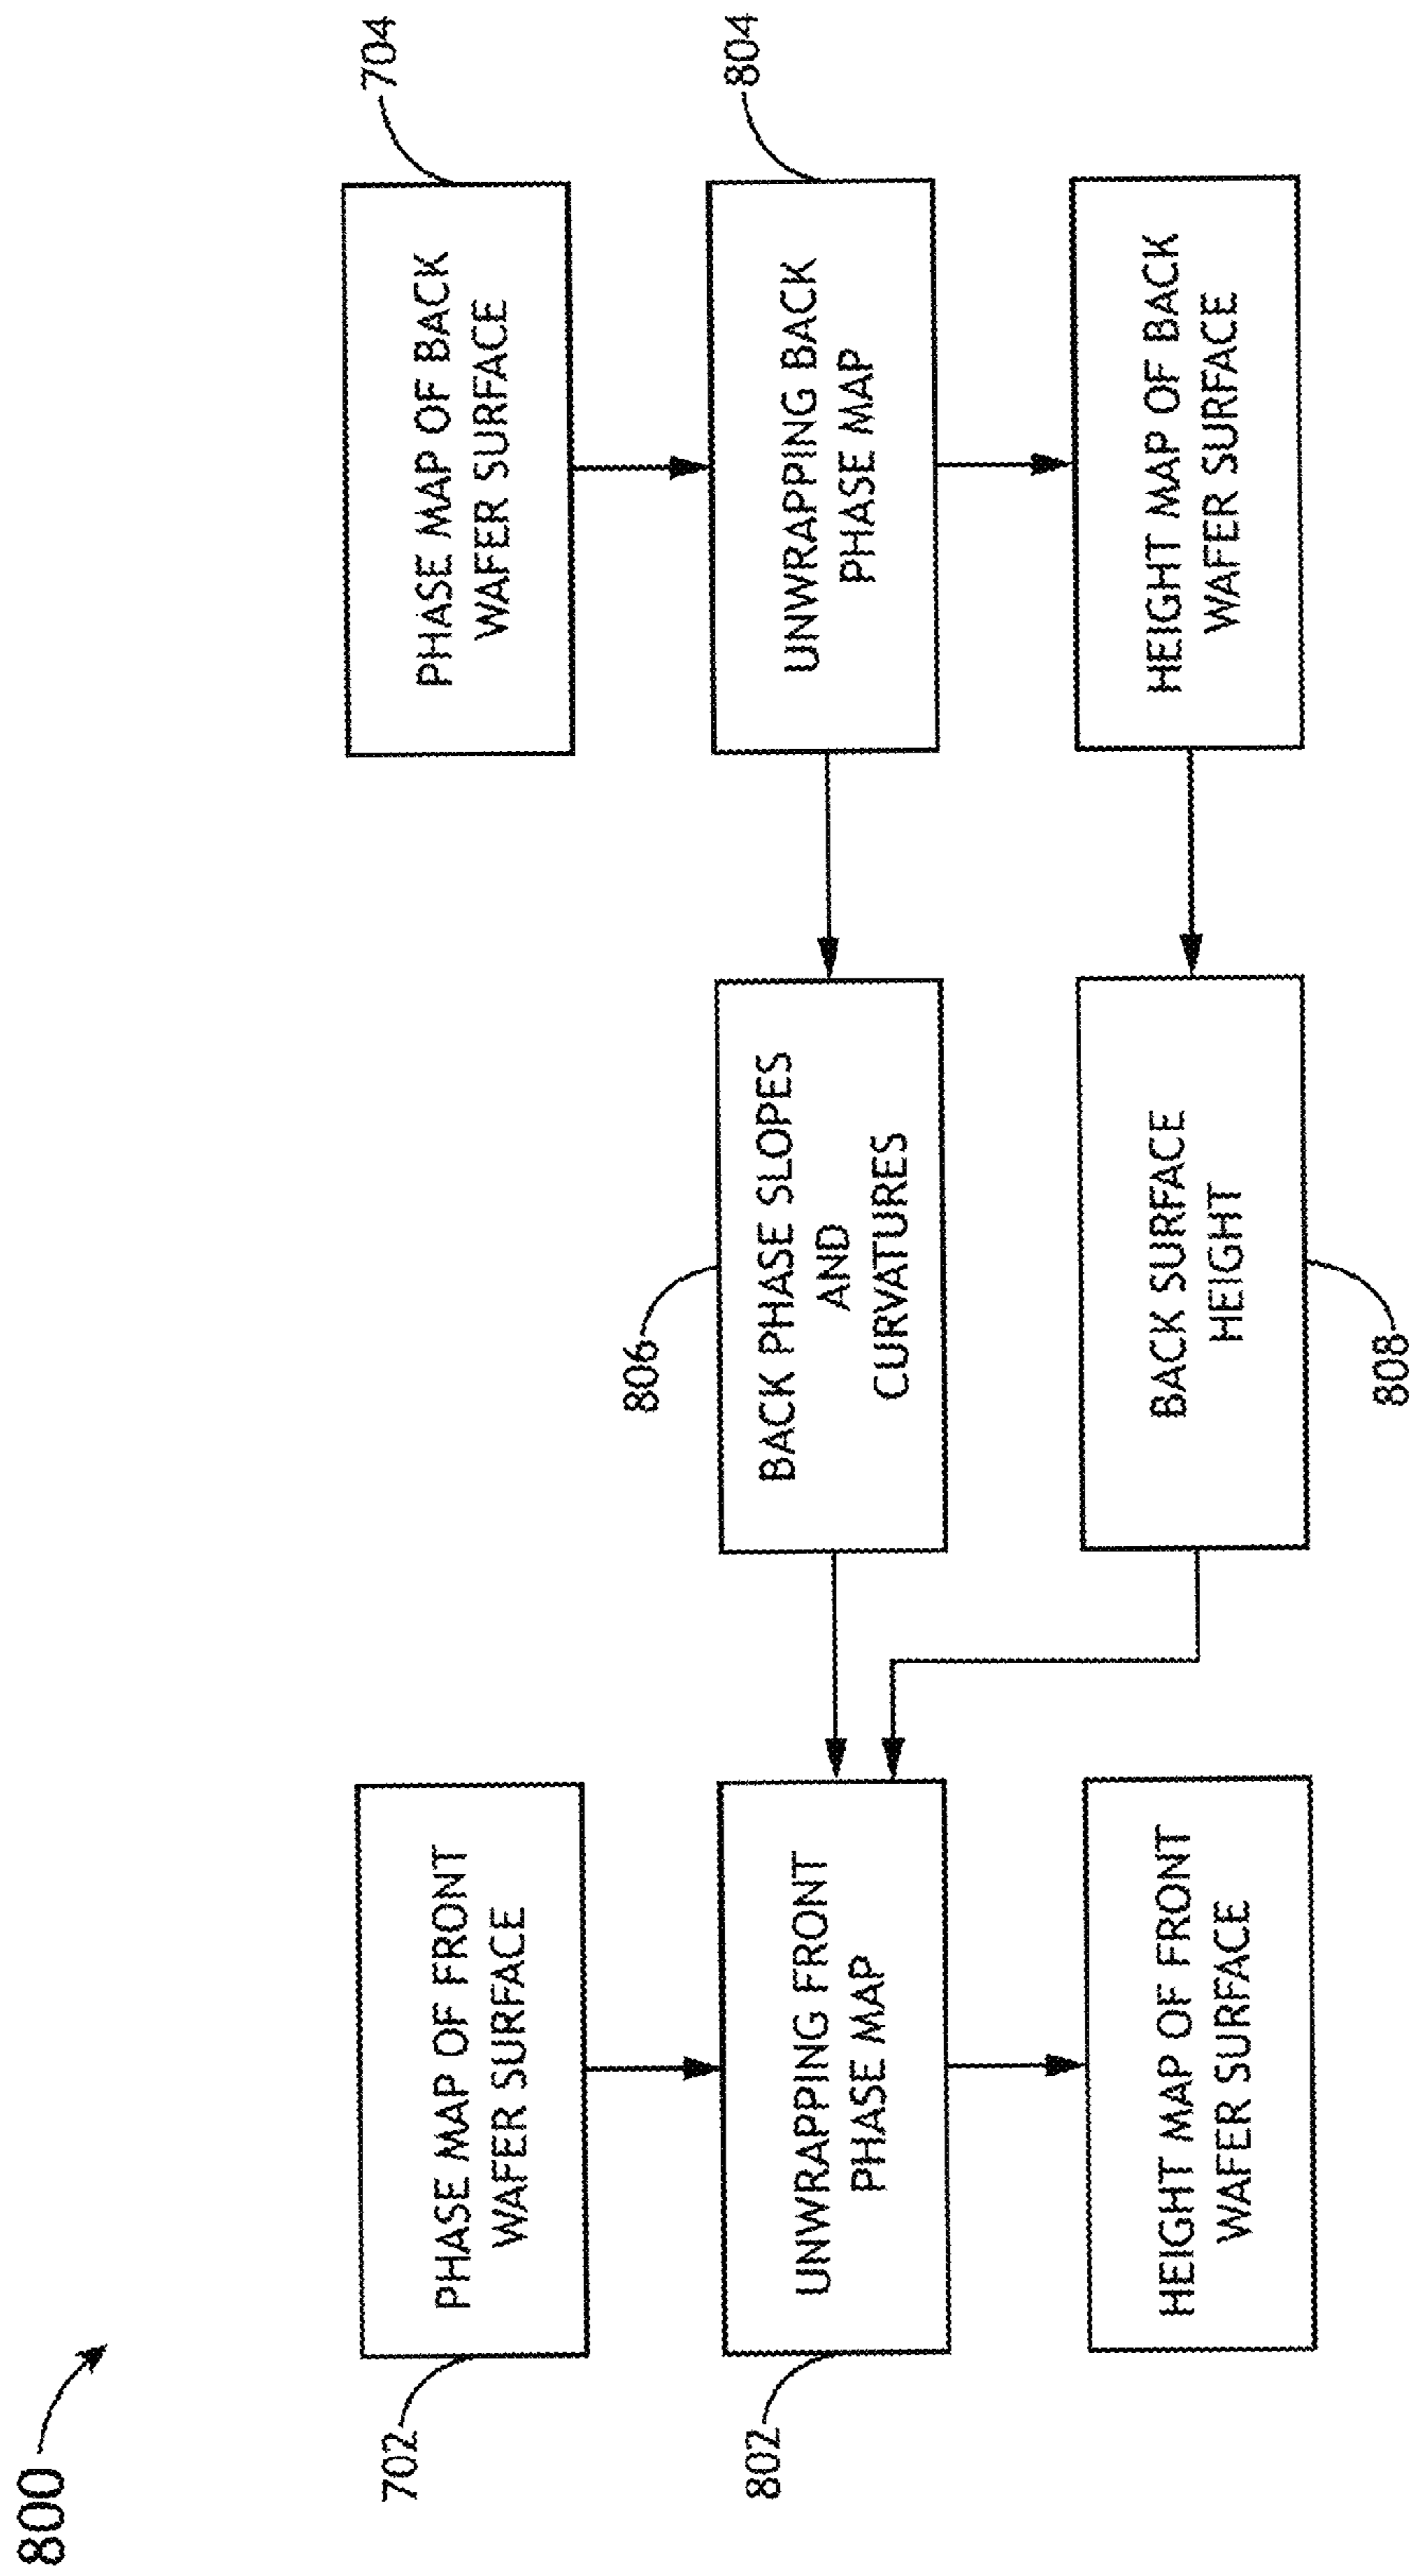 800
702
PHASE MAP OF FRONT
WAFER SURFACE
PHASE MAP OF BACK
WAFER SURFACE
704
802
UNWRAPPING FRONT
PHASE MAP
806
BACK PHASE SLOPES
AND
CURVATURES
UNWRAPPING BACK
PHASE MAP
804
HEIGHT MAP OF FRONT
WAFER SURFACE
BACK SURFACE
HEIGHT
808
HEIGHT MAP OF BACK
WAFER SURFACE